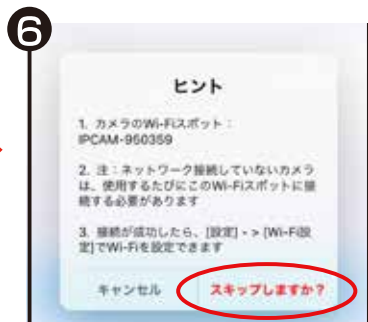 6
ヒント
1. カメラのWi-Fiスポット：
IPCAM-950359
2. 注：ネットワーク接続していないカメラ
は、使用するたびにこのWi-Fiスポットに接
続する必要があります
3. 接続が成功したら、[設定] - > [Wi-Fi設
定]でWi-Fiを設定できます
キャンセル スキップしますか？